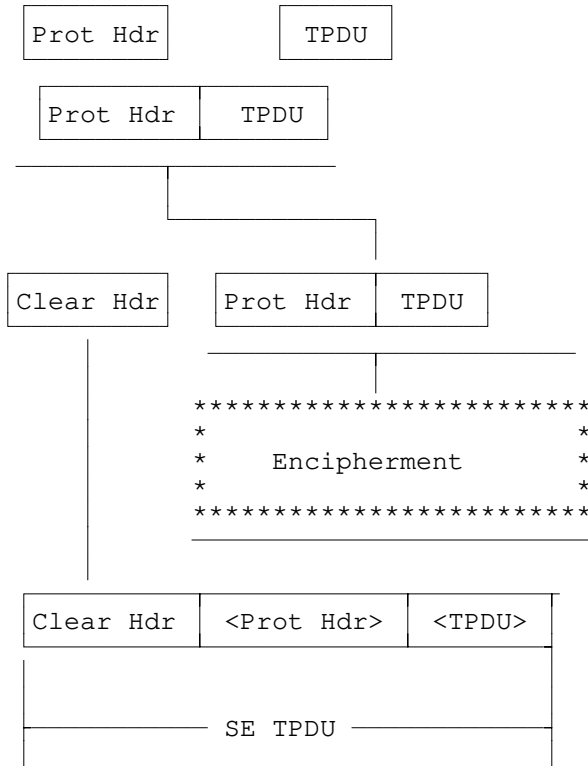 Prot Hdr TPDU
Prot Hdr TPDU
Clear Hdr Prot Hdr TPDU
Encipherment
Clear Hdr <Prot Hdr> <TPDU>
SE TPDU